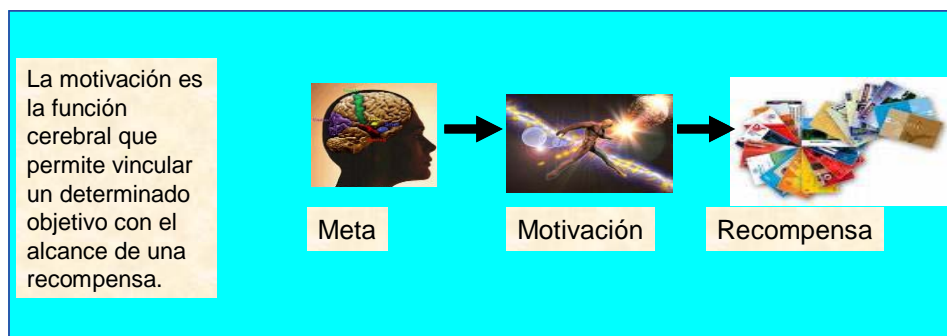 La motivación es
la función
cerebral que
permite vincular
un determinado
objetivo con el
alcance de una
recompensa.
Meta
Motivación
Recompensa